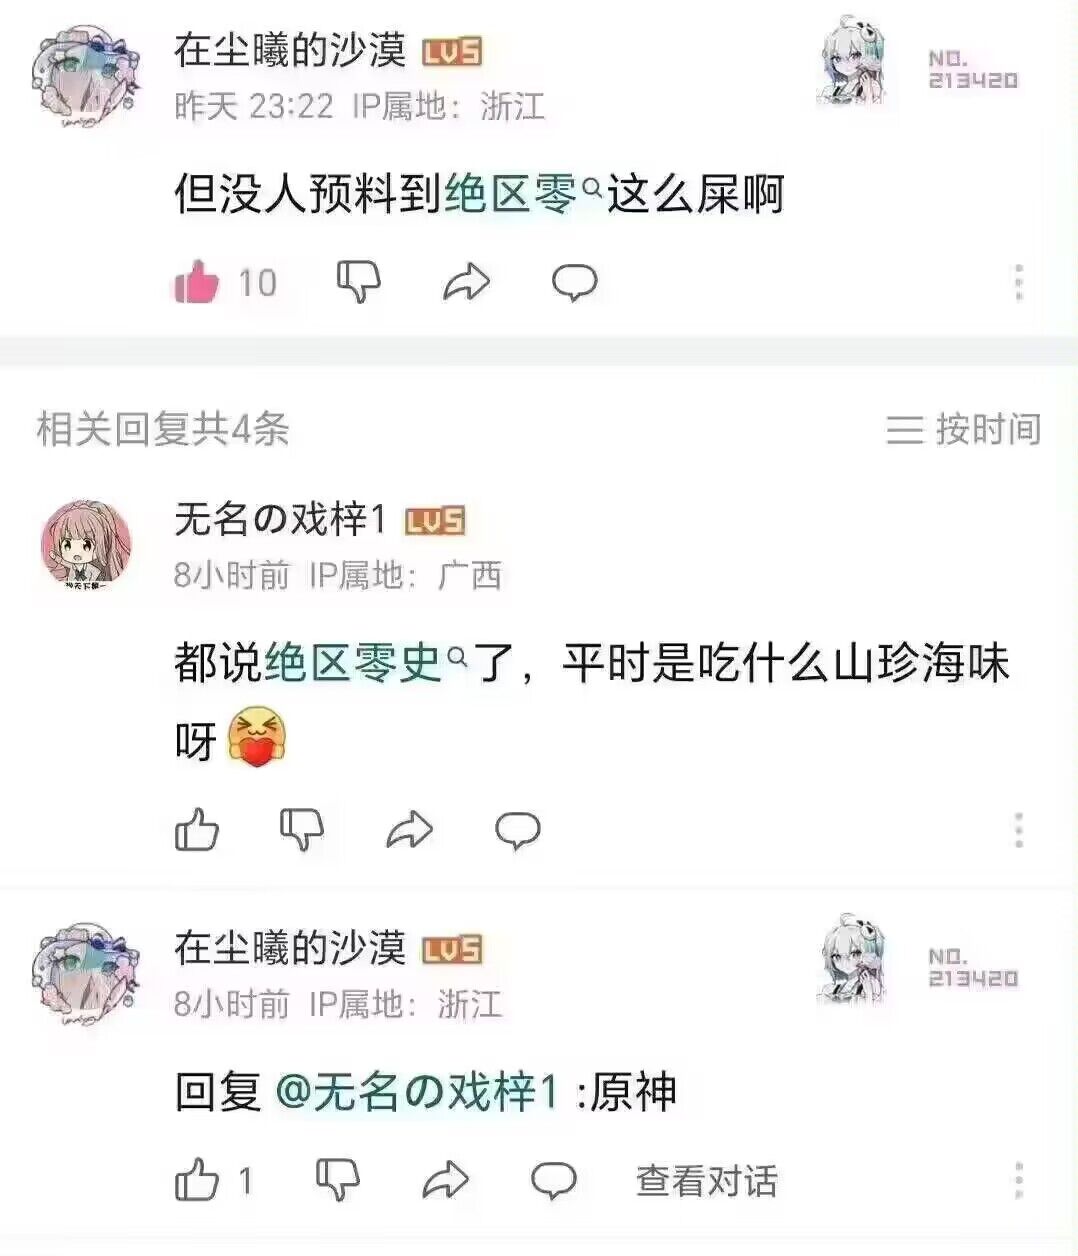 在尘曦的沙漠 LV5
NO.
213420
昨天 23:22 IP属地：浙江
但没人预料到绝区零这么屎啊
10
相关回复共4条
按时间
无名の戏梓1 LV5
8小时前 IP属地：广西
都说绝区零史了，平时是吃什么山珍海味
呀
在尘曦的沙漠 LV5
NO.
213420
8小时前 IP属地：浙江
回复 @无名の戏梓1 :原神
1
查看对话